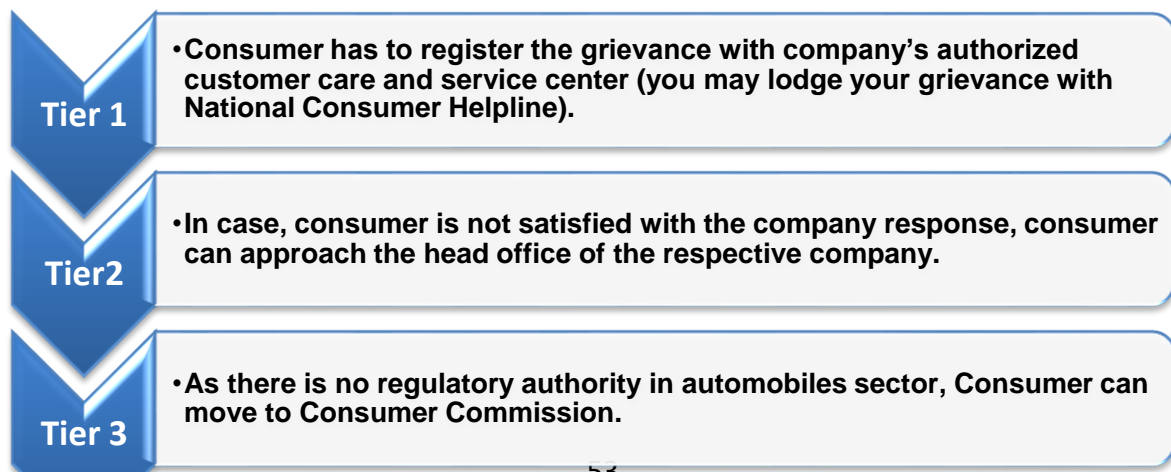 Tier 1
•Consumer has to register the grievance with company’s authorized
customer care and service center (you may lodge your grievance with
National Consumer Helpline).
Tier2
•In case, consumer is not satisfied with the company response, consumer
can approach the head office of the respective company.
Tier 3
•As there is no regulatory authority in automobiles sector, Consumer can
move to Consumer Commission.
53